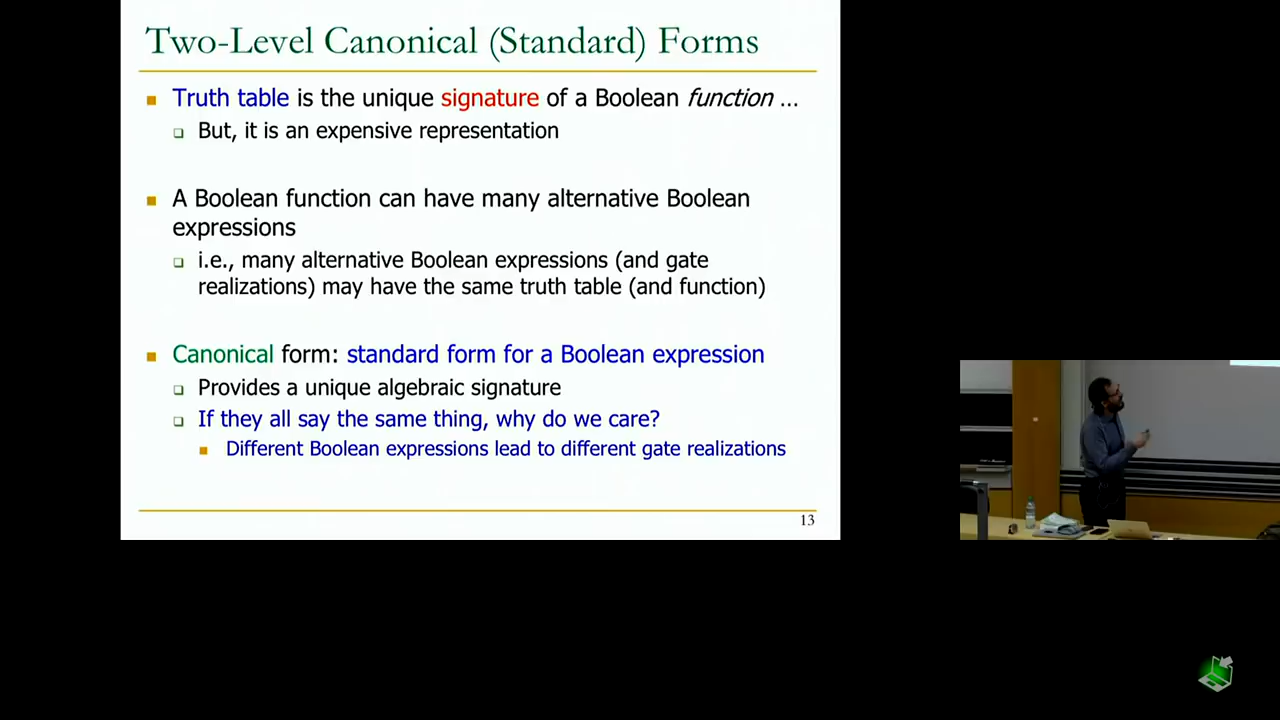 Two-Level Canonical (Standard) Forms
Truth table is the unique signature of a Boolean function ...
But, it is an expensive representation
A Boolean function can have many alternative Boolean
expressions
i.e., many alternative Boolean expressions (and gate
realizations) may have the same truth table (and function)
Canonical form: standard form for a Boolean expression
Provides a unique algebraic signature
If they all say the same thing, why do we care?
Different Boolean expressions lead to different gate realizations
13